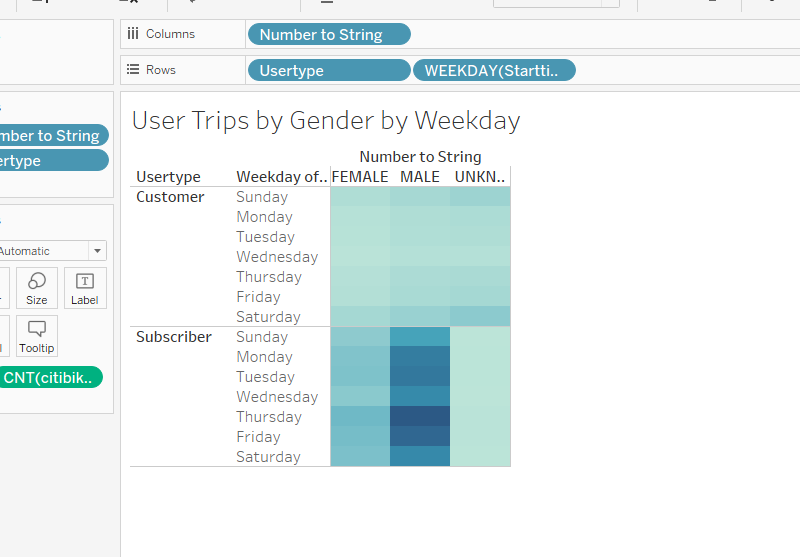 Columns
Number to String
Rows
Usertype
WEEKDAY(Startti..
mber to String
ertype
Automatic
Size
Label
Tooltip
CNT(citibik..
User Trips by Gender by Weekday
Number to String
Usertype Weekday of.. FEMALE MALE UNKN..
Customer Sunday
Monday
Tuesday
Wednesday
Thursday
Friday
Saturday
Subscriber Sunday
Monday
Tuesday
Wednesday
Thursday
Friday
Saturday